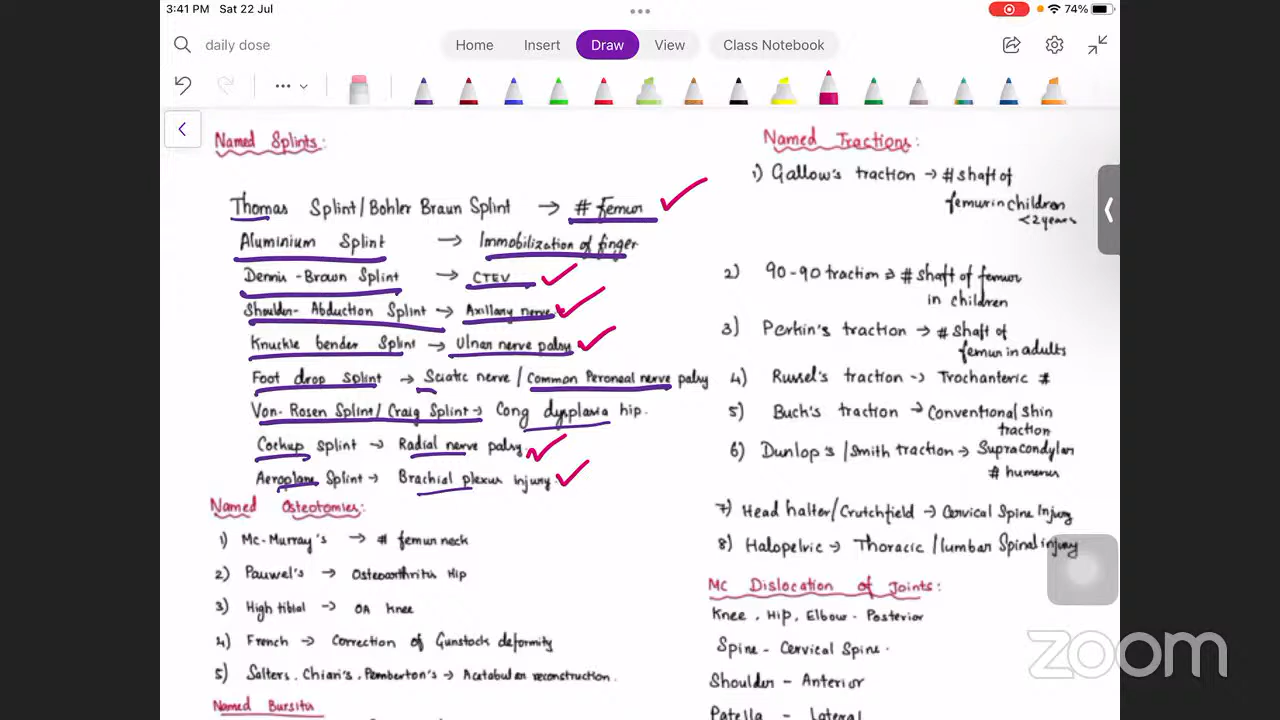 3:41 PM Sat 22 Jul
74%
daily dose
Home Insert Draw View Class Notebook
Named Splints:
Thomas Splint/Bohler Braun Splint → # femur
Aluminium Splint → Immobilization of finger
Dennis-Brown Splint → CTEV
Shoulder-Abduction Splint → Axillary nerve
Knuckle bender Splint → Ulnar nerve palsy
Foot drop splint → Sciatic nerve / Common Peroneal nerve palsy
Von-Rosen Splint/Craig Splint → Cong dysplasia hip.
Cockup splint → Radial nerve palsy
Aeroplane Splint → Brachial plexus injury.
Named Osteotomies:
1) Mc-Murray's → # femur neck
2) Pauwel's → Osteoarthritis Hip
3) High tibial → OA knee
4) French → Correction of Gunstock deformity
5) Salters, Chiari's, Pemberton's → Acetabular reconstruction.
Named Bursitis
Named Tractions:
1) Gallow's traction → # shaft of
femur in children
<2 years
2) 90-90 traction → # shaft of femur
in children
3) Perkin's traction → # shaft of
femur in adults
4) Russel's traction → Trochanteric #
5) Buch's traction → Conventional Shin
traction
6) Dunlop's /Smith traction → Supracondylar
# humerus
7) Head halter/Crutchfield → Cervical Spine Injury
8) Halopelvic → Thoracic /lumbar Spinal injury
MC Dislocation of Joints:
Knee, Hip, Elbow - Posterior
Spine - Cervical Spine.
Shoulder - Anterior
Patella - Lateral
zoom